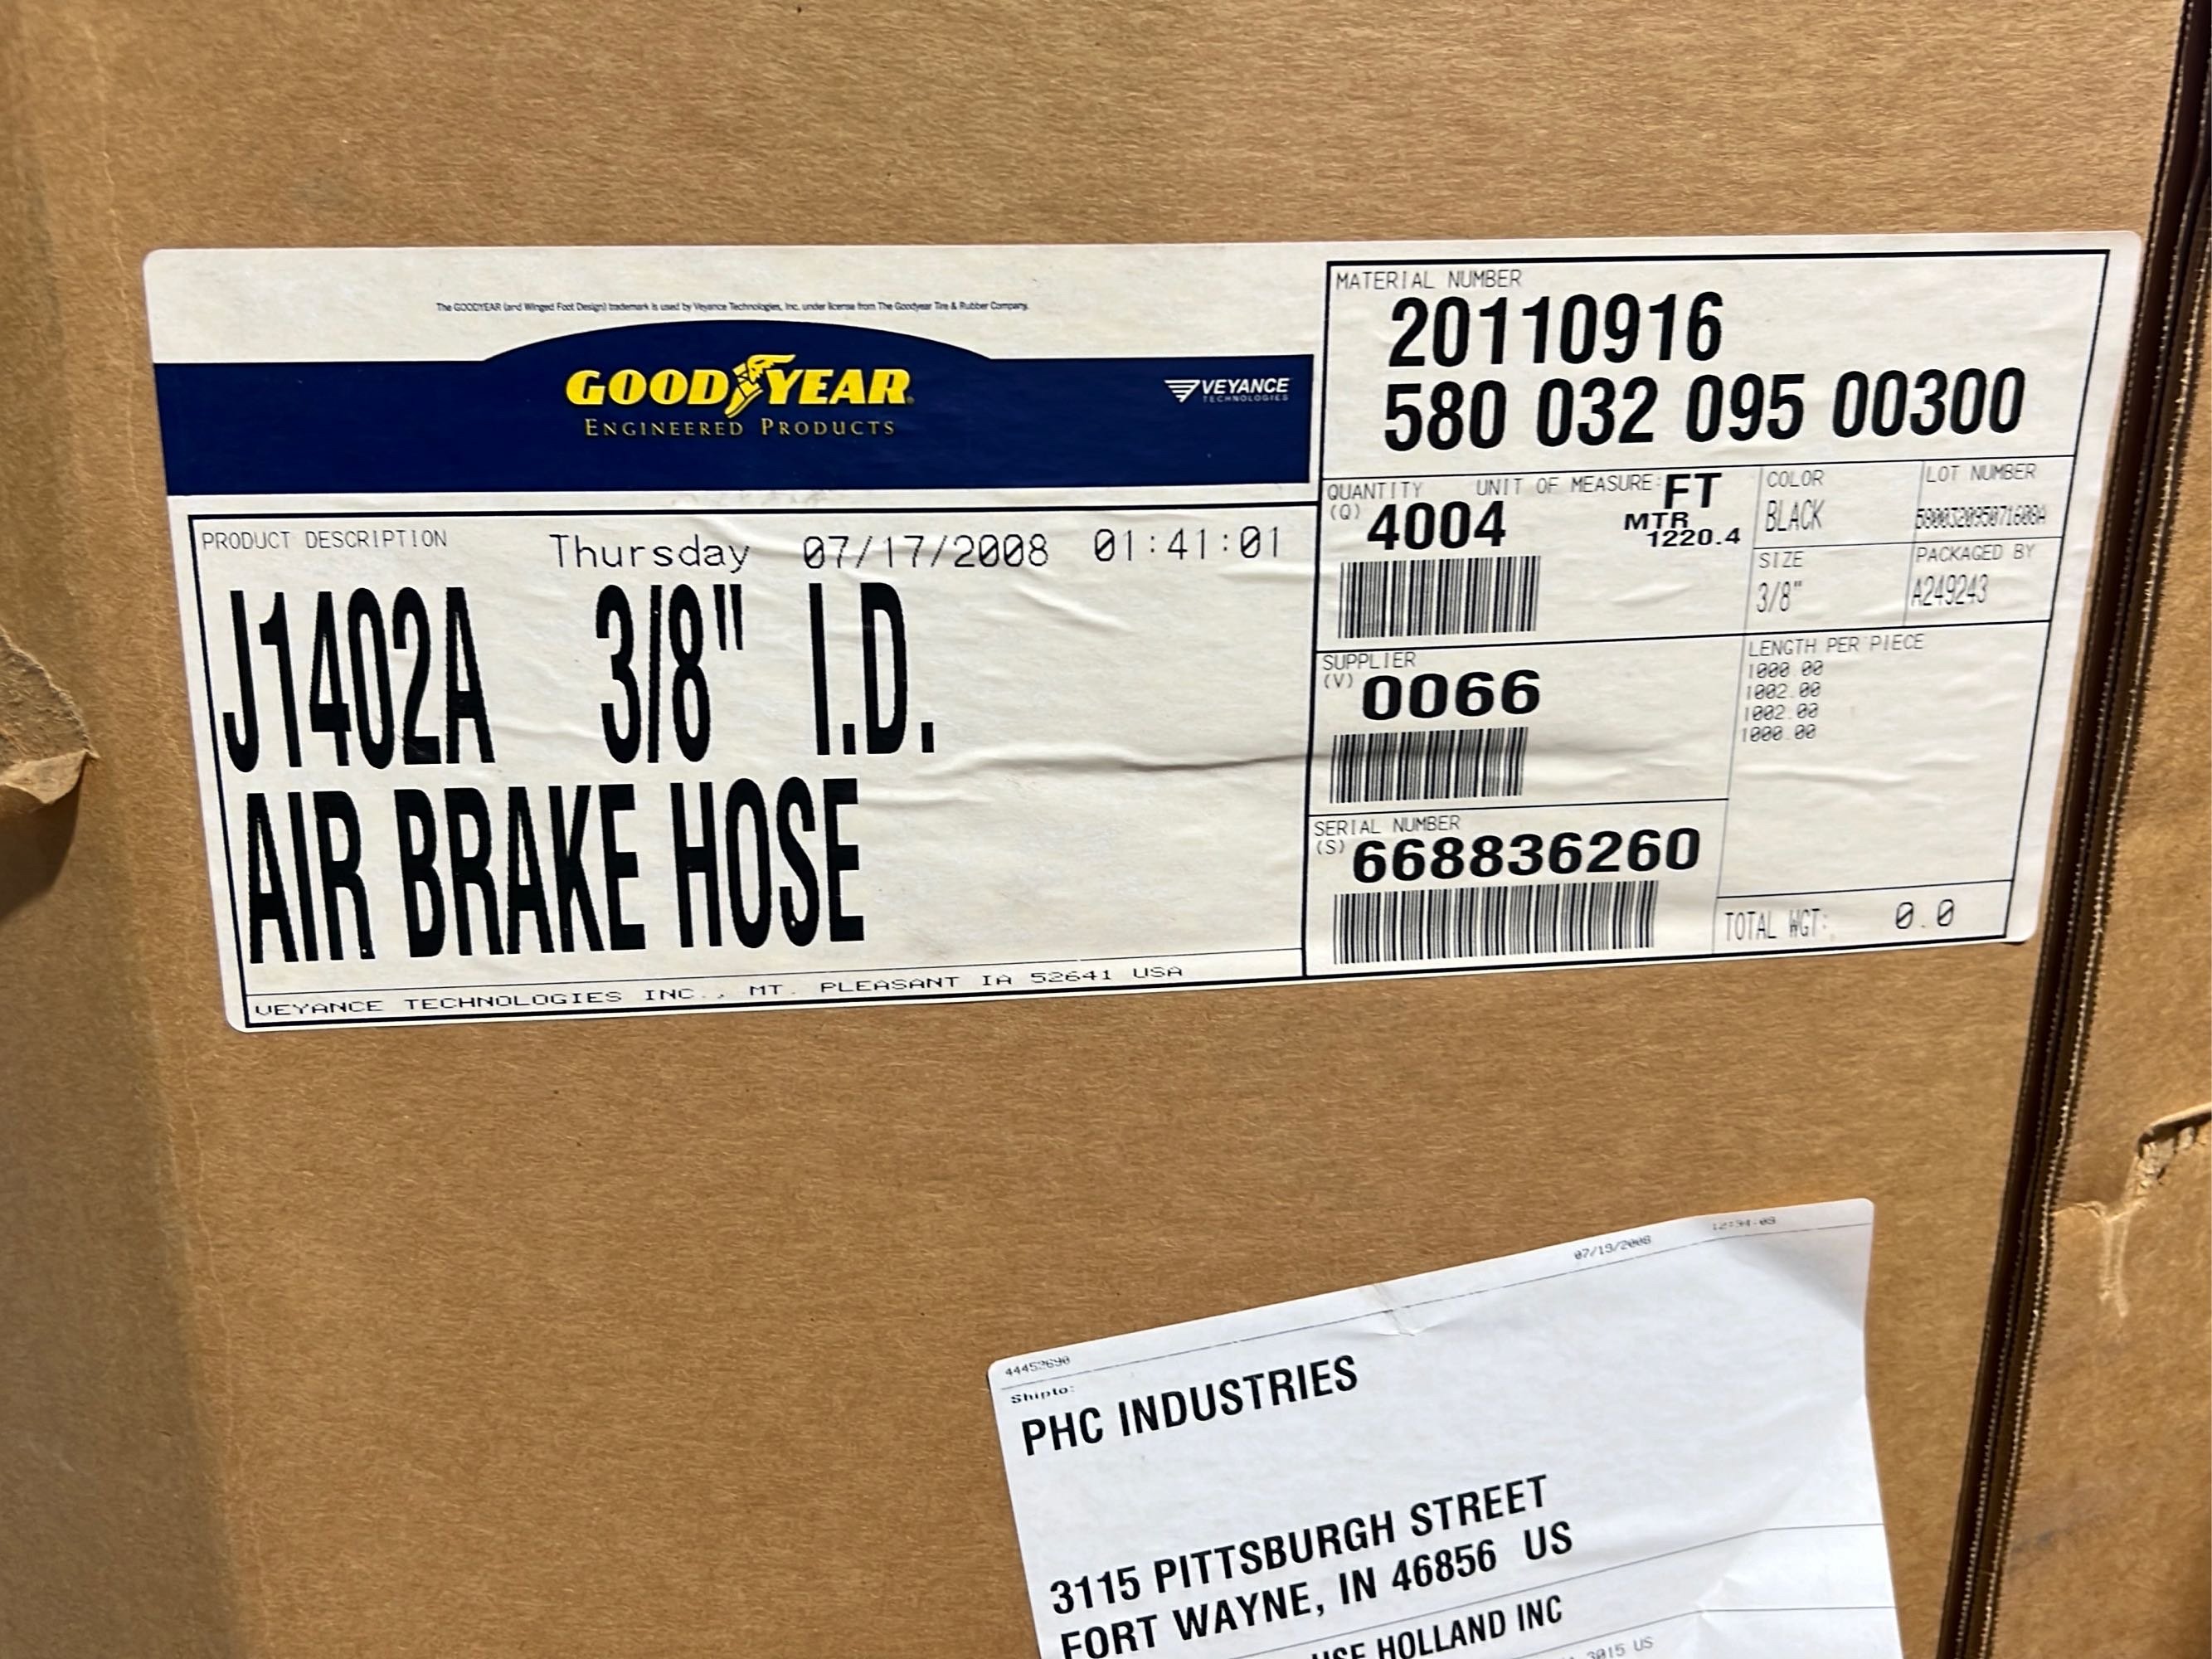 The GOODYEAR (and Winged Foot Design) trademark is used by Veyance Technologies, Inc. under license from The Goodyear Tire & Rubber Company.
GOODYEAR
ENGINEERED PRODUCTS
VEYANCE
TECHNOLOGIES
PRODUCT DESCRIPTION
Thursday 07/17/2008 01:41:01
J1402A 3/8" I.D.
AIR BRAKE HOSE
VEYANCE TECHNOLOGIES INC., MT. PLEASANT IA 52641 USA
MATERIAL NUMBER
20110916
580 032 095 00300
QUANTITY
(Q) 4004
UNIT OF MEASURE: FT
MTR
1220.4
COLOR
BLACK
LOT NUMBER
580032095071608A
SIZE
3/8"
PACKAGED BY
A249243
SUPPLIER
(V) 0066
LENGTH PER PIECE
1000.00
1002.00
1002.00
1000.00
SERIAL NUMBER
(S) 668836260
TOTAL WGT: 0.0
07/19/2008
Shipto:
PHC INDUSTRIES
3115 PITTSBURGH STREET
FORT WAYNE, IN 46856 US
HOLLAND INC
US